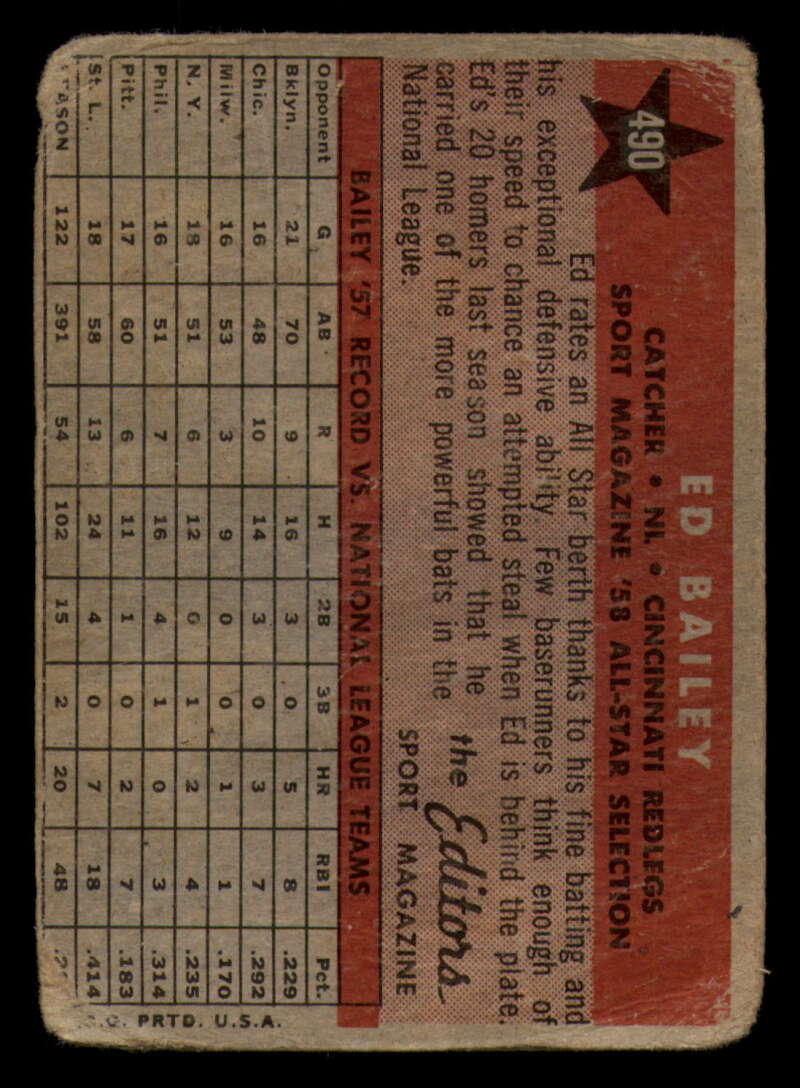 490
ED BAILEY
CATCHER • NL • CINCINNATI REDLEGS
SPORT MAGAZINE '58 ALL-STAR SELECTION
Ed rates an All Star berth thanks to his fine batting and
his exceptional defensive ability. Few baserunners think enough of
their speed to chance an attempted steal when Ed is behind the plate.
Ed's 20 homers last season showed that he
carried one of the more powerful bats in the
National League.
the Editors
SPORT MAGAZINE
BAILEY '57 RECORD VS. NATIONAL LEAGUE TEAMS
Opponent G AB R H 2B 3B HR RBI Pct.
Bklyn. 21 70 9 16 3 0 5 8 .229
Chic. 16 48 10 14 3 0 3 7 .292
Milw. 16 53 3 9 0 0 1 1 .170
N. Y. 18 51 6 12 0 1 2 4 .235
Phil. 16 51 7 16 4 1 0 3 .314
Pitt. 17 60 6 11 1 0 2 7 .183
St. L. 18 58 13 24 4 0 7 18 .414
122 391 54 102 15 2 20 48
PRTD. U.S.A.